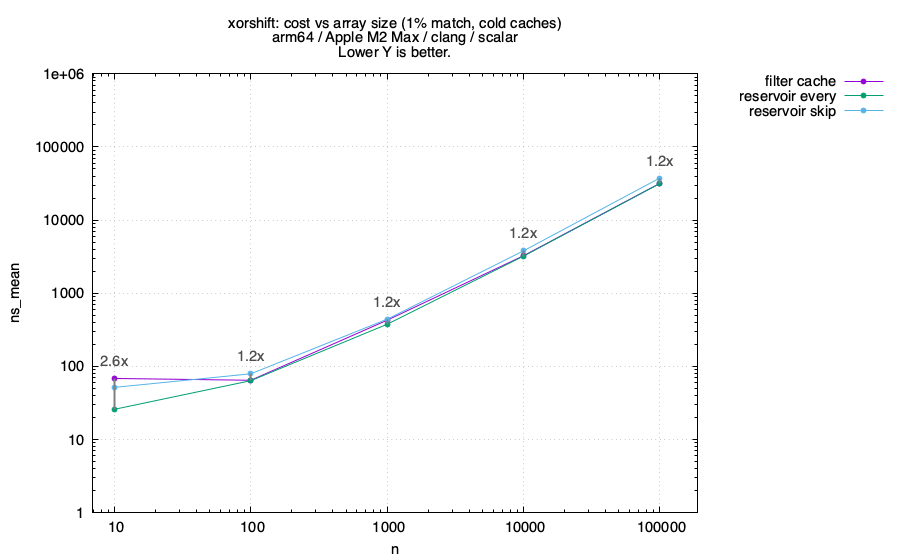 xorshift: cost vs array size (1% match, cold caches)
arm64 / Apple M2 Max / clang / scalar
Lower Y is better.
filter cache
reservoir every
reservoir skip
1e+06
100000
10000
1000
100
10
1
ns_mean
2.6x
1.2x
1.2x
1.2x
1.2x
10
100
1000
10000
100000
n